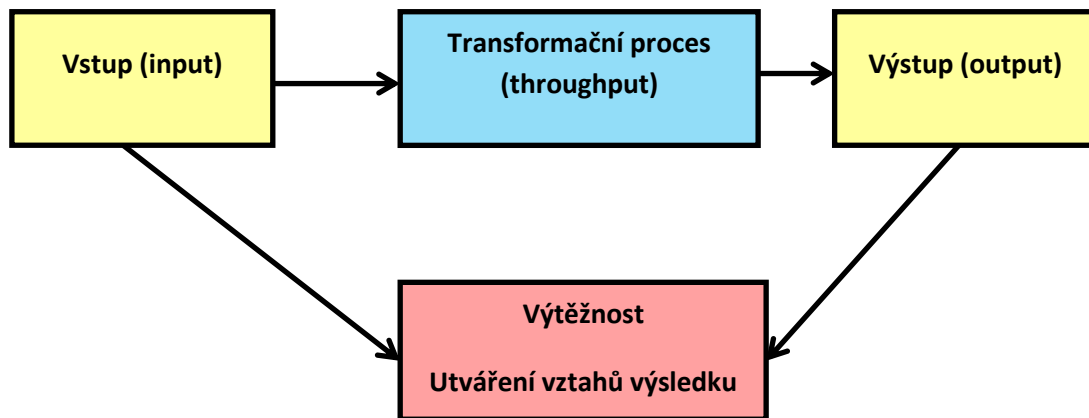 Vstup (input)
Transformační proces
(throughput)
Výstup (output)
Výtěžnost
Utváření vztahů výsledku